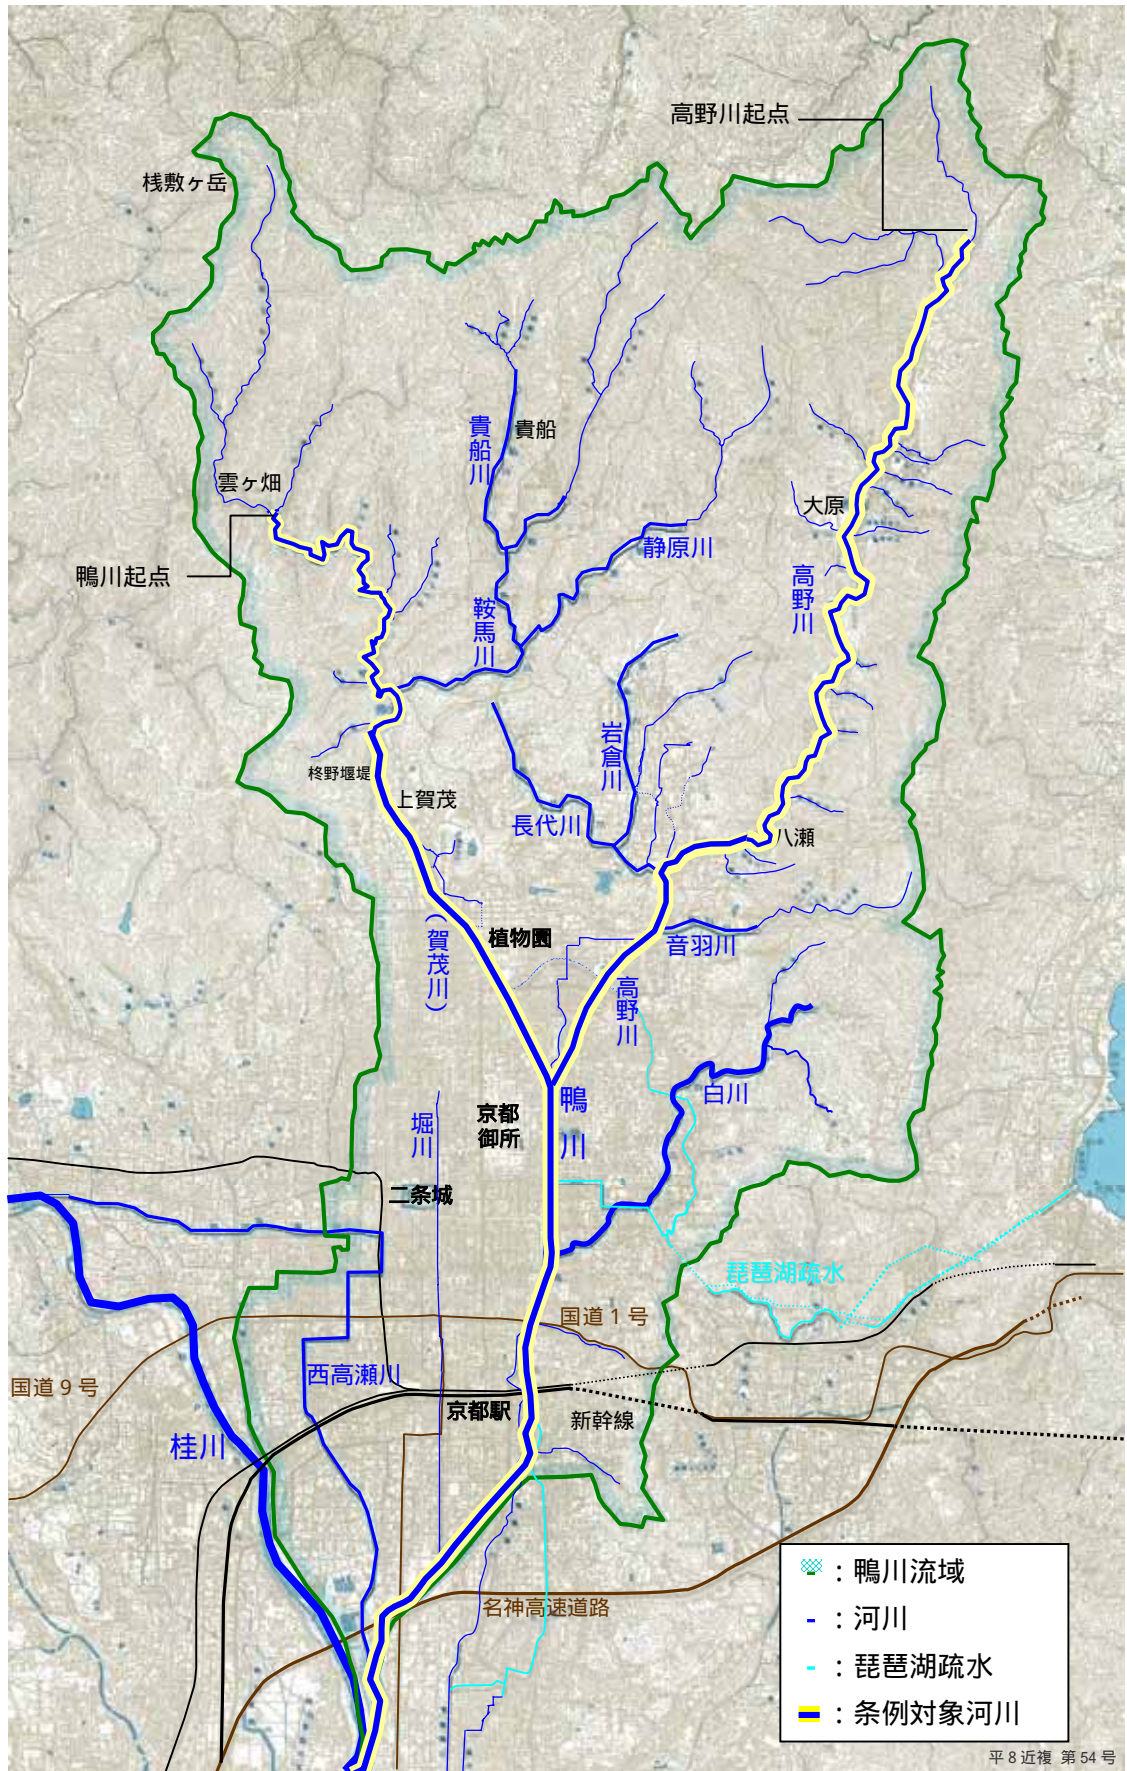 高野川起点
桟敷ヶ岳
貴船川
貴船
雲ヶ畑
大原
静原川
鴨川起点
高野川
鞍馬川
岩倉川
柊野堰堤
上賀茂
長代川
八瀬
植物園
(賀茂川)
音羽川
高野川
白川
鴨川
京都
御所
堀川
二条城
琵琶湖疏水
国道1号
西高瀬川
国道9号
京都駅
新幹線
桂川
名神高速道路
：鴨川流域
：河川
：琵琶湖疏水
：条例対象河川
平8近複 第54号